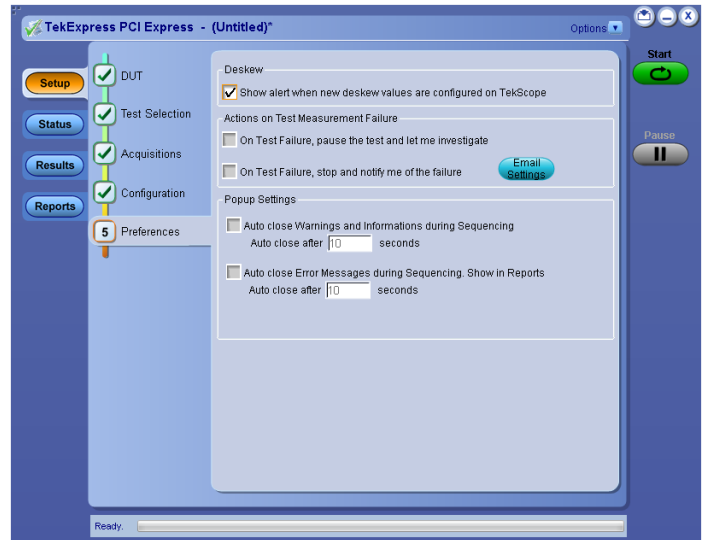 TekExpress PCI Express - (Untitled)*
Options
Start
Pause
Setup
Status
Results
Reports
DUT
Test Selection
Acquisitions
Configuration
5 Preferences
Deskew
Show alert when new deskew values are configured on TekScope
Actions on Test Measurement Failure
On Test Failure, pause the test and let me investigate
On Test Failure, stop and notify me of the failure
Email
Settings
Popup Settings
Auto close Warnings and Informations during Sequencing
Auto close after 10 seconds
Auto close Error Messages during Sequencing. Show in Reports
Auto close after 10 seconds
Ready.